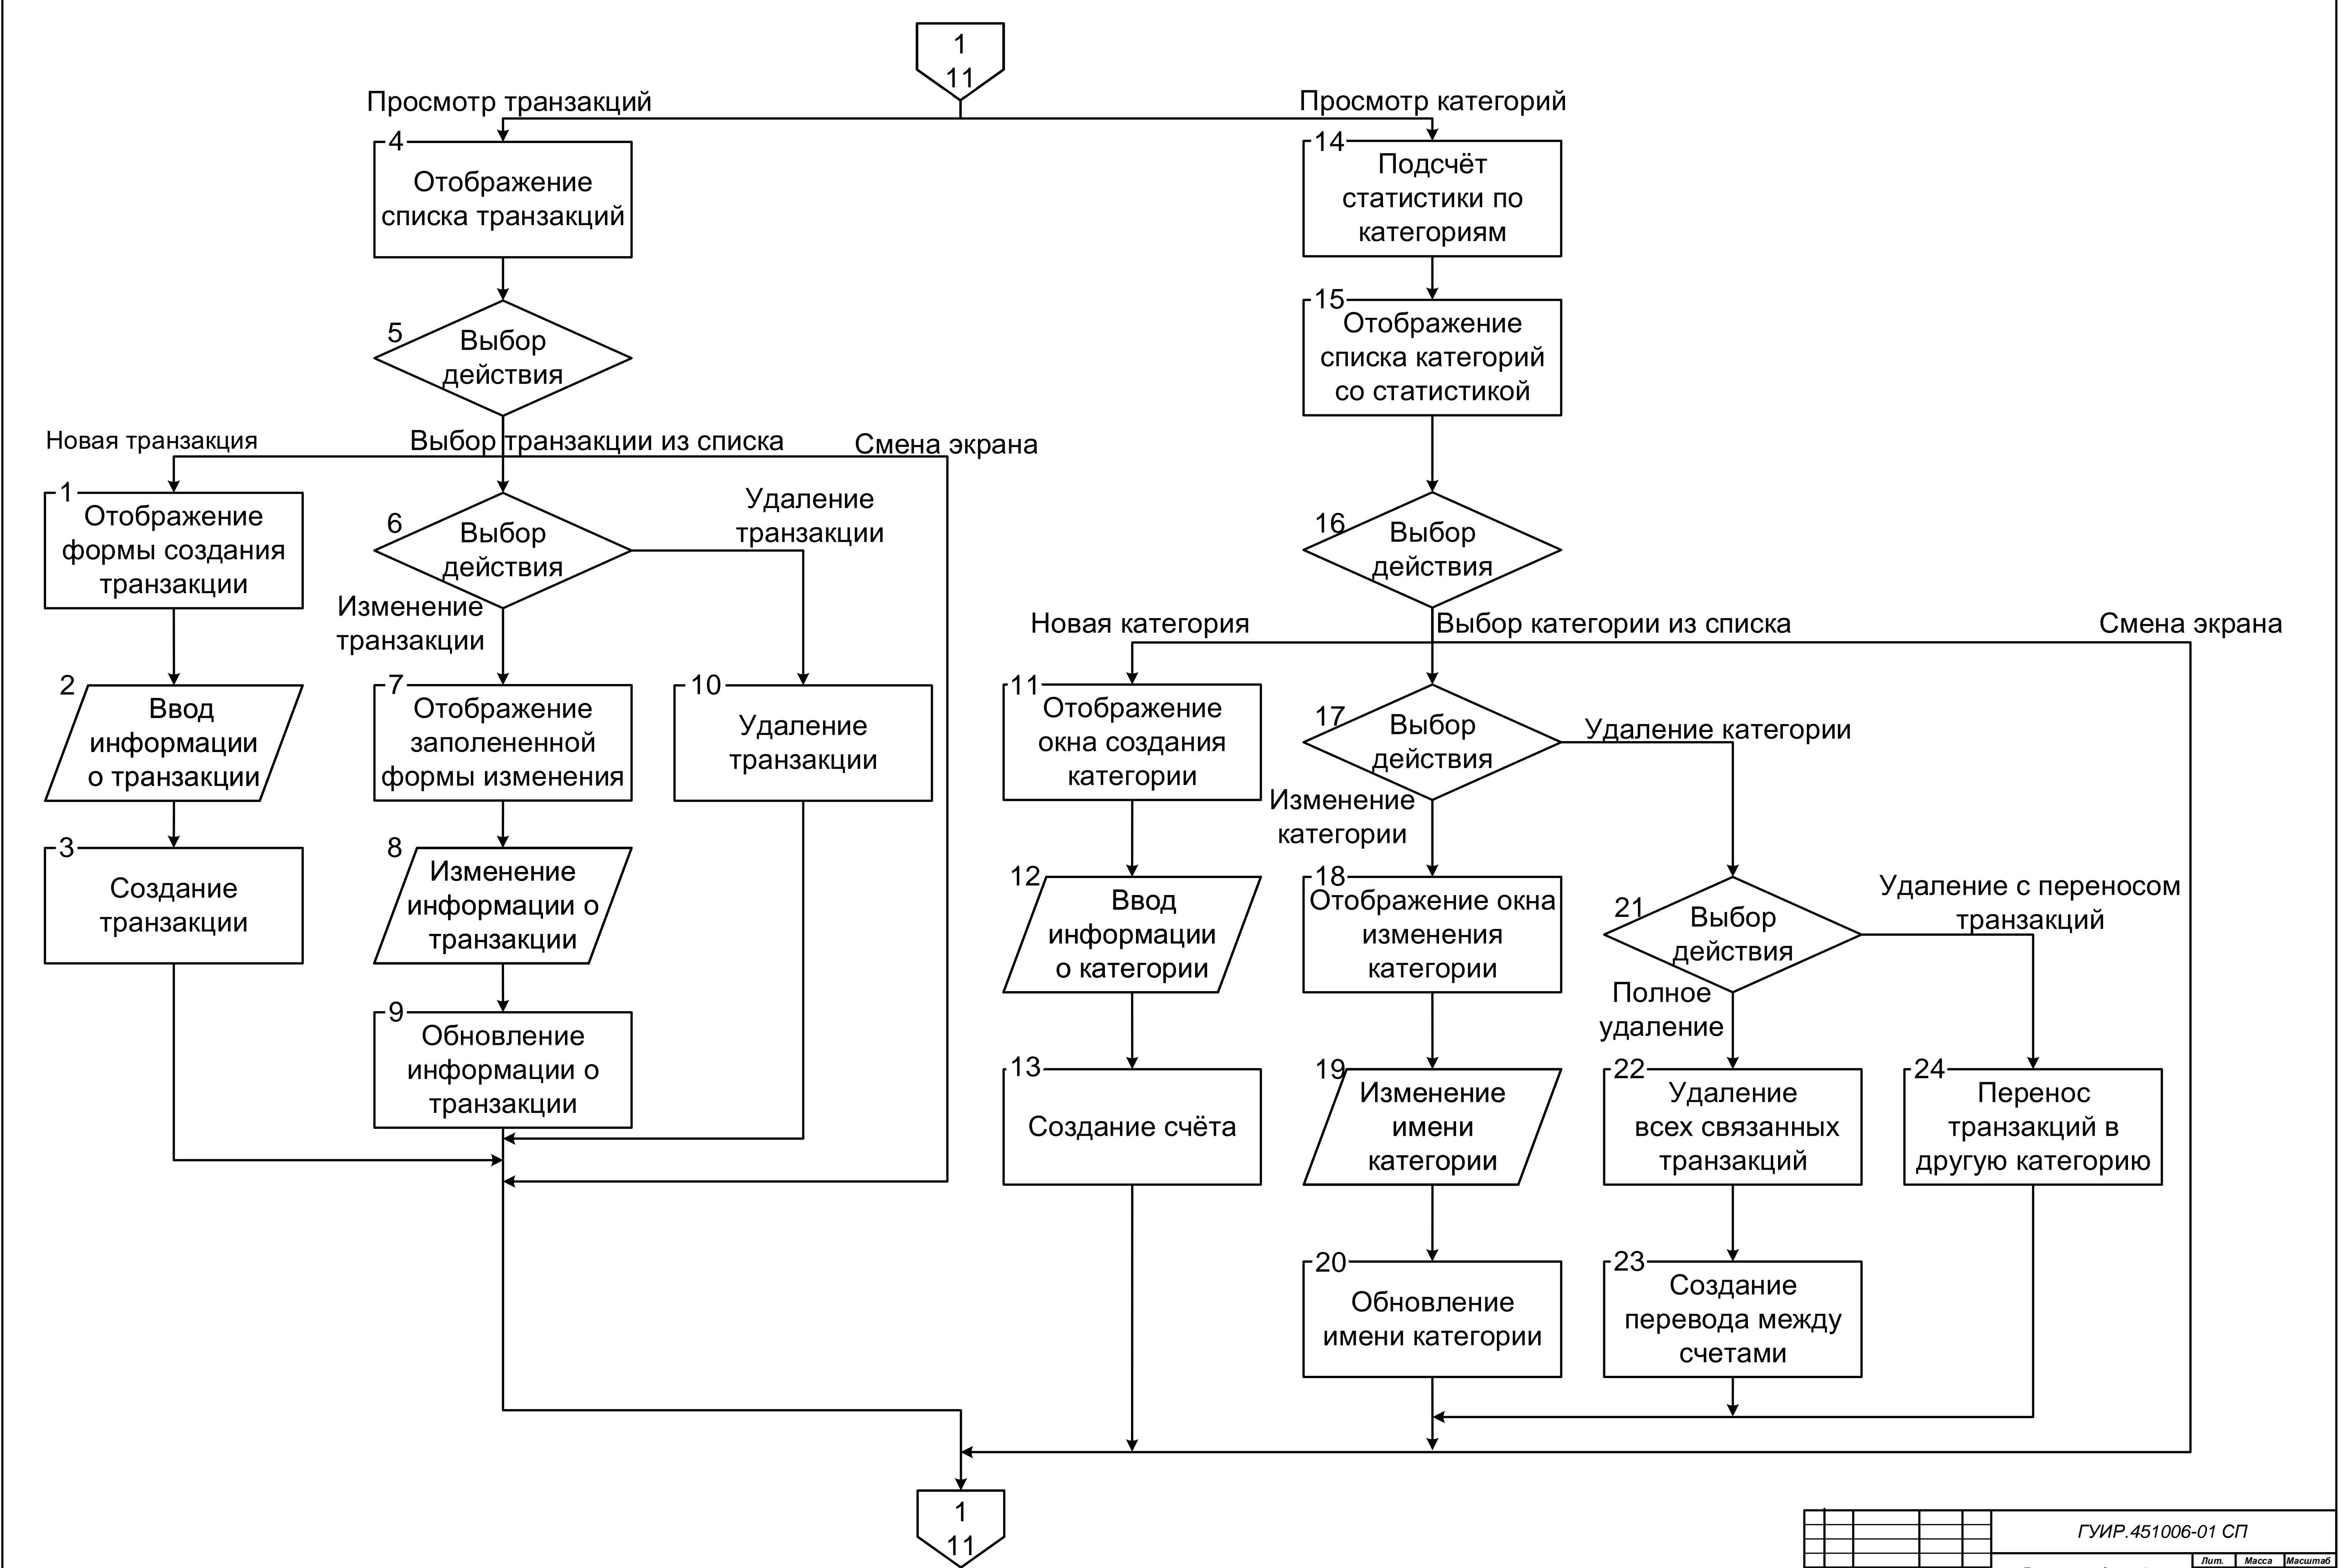 1
11
Просмотр транзакций
Просмотр категорий
4
Отображение
списка транзакций
14
Подсчёт
статистики по
категориям
15
Отображение
списка категорий
со статистикой
5
Выбор
действия
Новая транзакция
Выбор транзакции из списка
Смена экрана
1
Отображение
формы создания
транзакции
6
Выбор
действия
Удаление
транзакции
Изменение
транзакции
16
Выбор
действия
Новая категория
Выбор категории из списка
Смена экрана
2
Ввод
информации
о транзакции
7
Отображение
заполененной
формы изменения
10
Удаление
транзакции
11
Отображение
окна создания
категории
17
Выбор
действия
Удаление категории
Изменение
категории
3
Создание
транзакции
8
Изменение
информации о
транзакции
12
Ввод
информации
о категории
18
Отображение окна
изменения
категории
21
Выбор
действия
Удаление с переносом
транзакций
Полное
удаление
9
Обновление
информации о
транзакции
13
Создание счёта
19
Изменение
имени
категории
22
Удаление
всех связанных
транзакций
24
Перенос
транзакций в
другую категорию
20
Обновление
имени категории
23
Создание
перевода между
счетами
1
11
ГУИР.451006-01 СП
Лит.
Масса
Масштаб